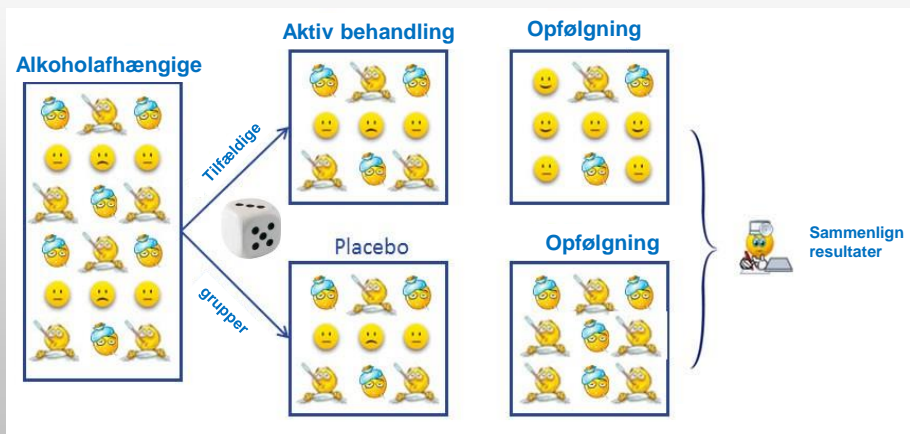 Alkoholafhængige
Aktiv behandling
Opfølgning
Tilfældige
grupper
Placebo
Opfølgning
Sammenlign
resultater